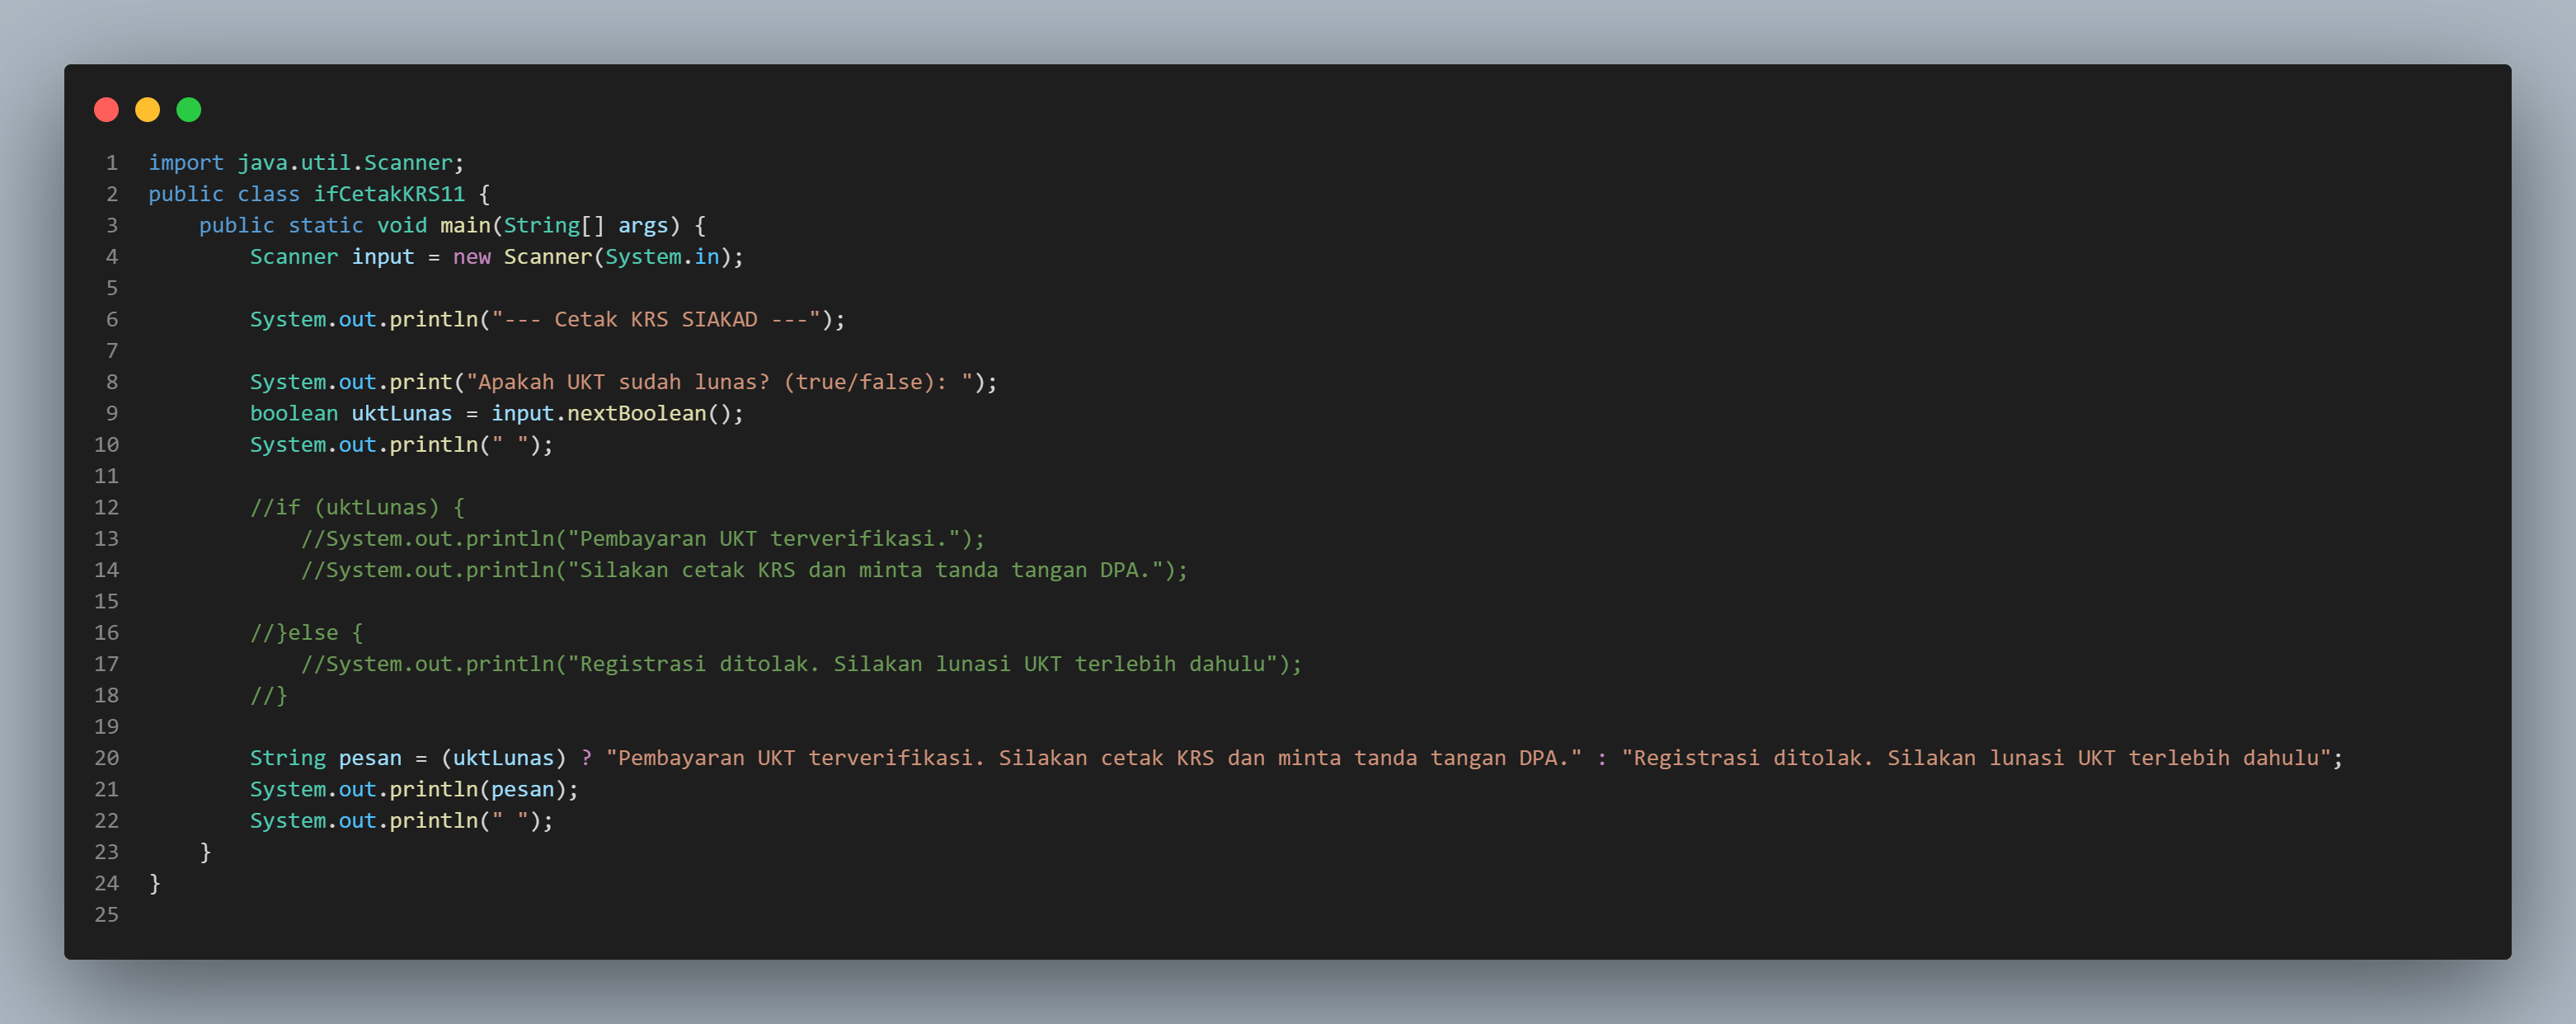 1 import java.util.Scanner;
2 public class ifCetakKRS11 {
3     public static void main(String[] args) {
4         Scanner input = new Scanner(System.in);
5
6         System.out.println("--- Cetak KRS SIAKAD ---");
7
8         System.out.print("Apakah UKT sudah lunas? (true/false): ");
9         boolean uktLunas = input.nextBoolean();
10         System.out.println(" ");
11
12         //if (uktLunas) {
13             //System.out.println("Pembayaran UKT terverifikasi.");
14             //System.out.println("Silakan cetak KRS dan minta tanda tangan DPA.");
15
16         //}else {
17             //System.out.println("Registrasi ditolak. Silakan lunasi UKT terlebih dahulu");
18         //}
19
20         String pesan = (uktLunas) ? "Pembayaran UKT terverifikasi. Silakan cetak KRS dan minta tanda tangan DPA." : "Registrasi ditolak. Silakan lunasi UKT terlebih dahulu";
21         System.out.println(pesan);
22         System.out.println(" ");
23     }
24 }
25